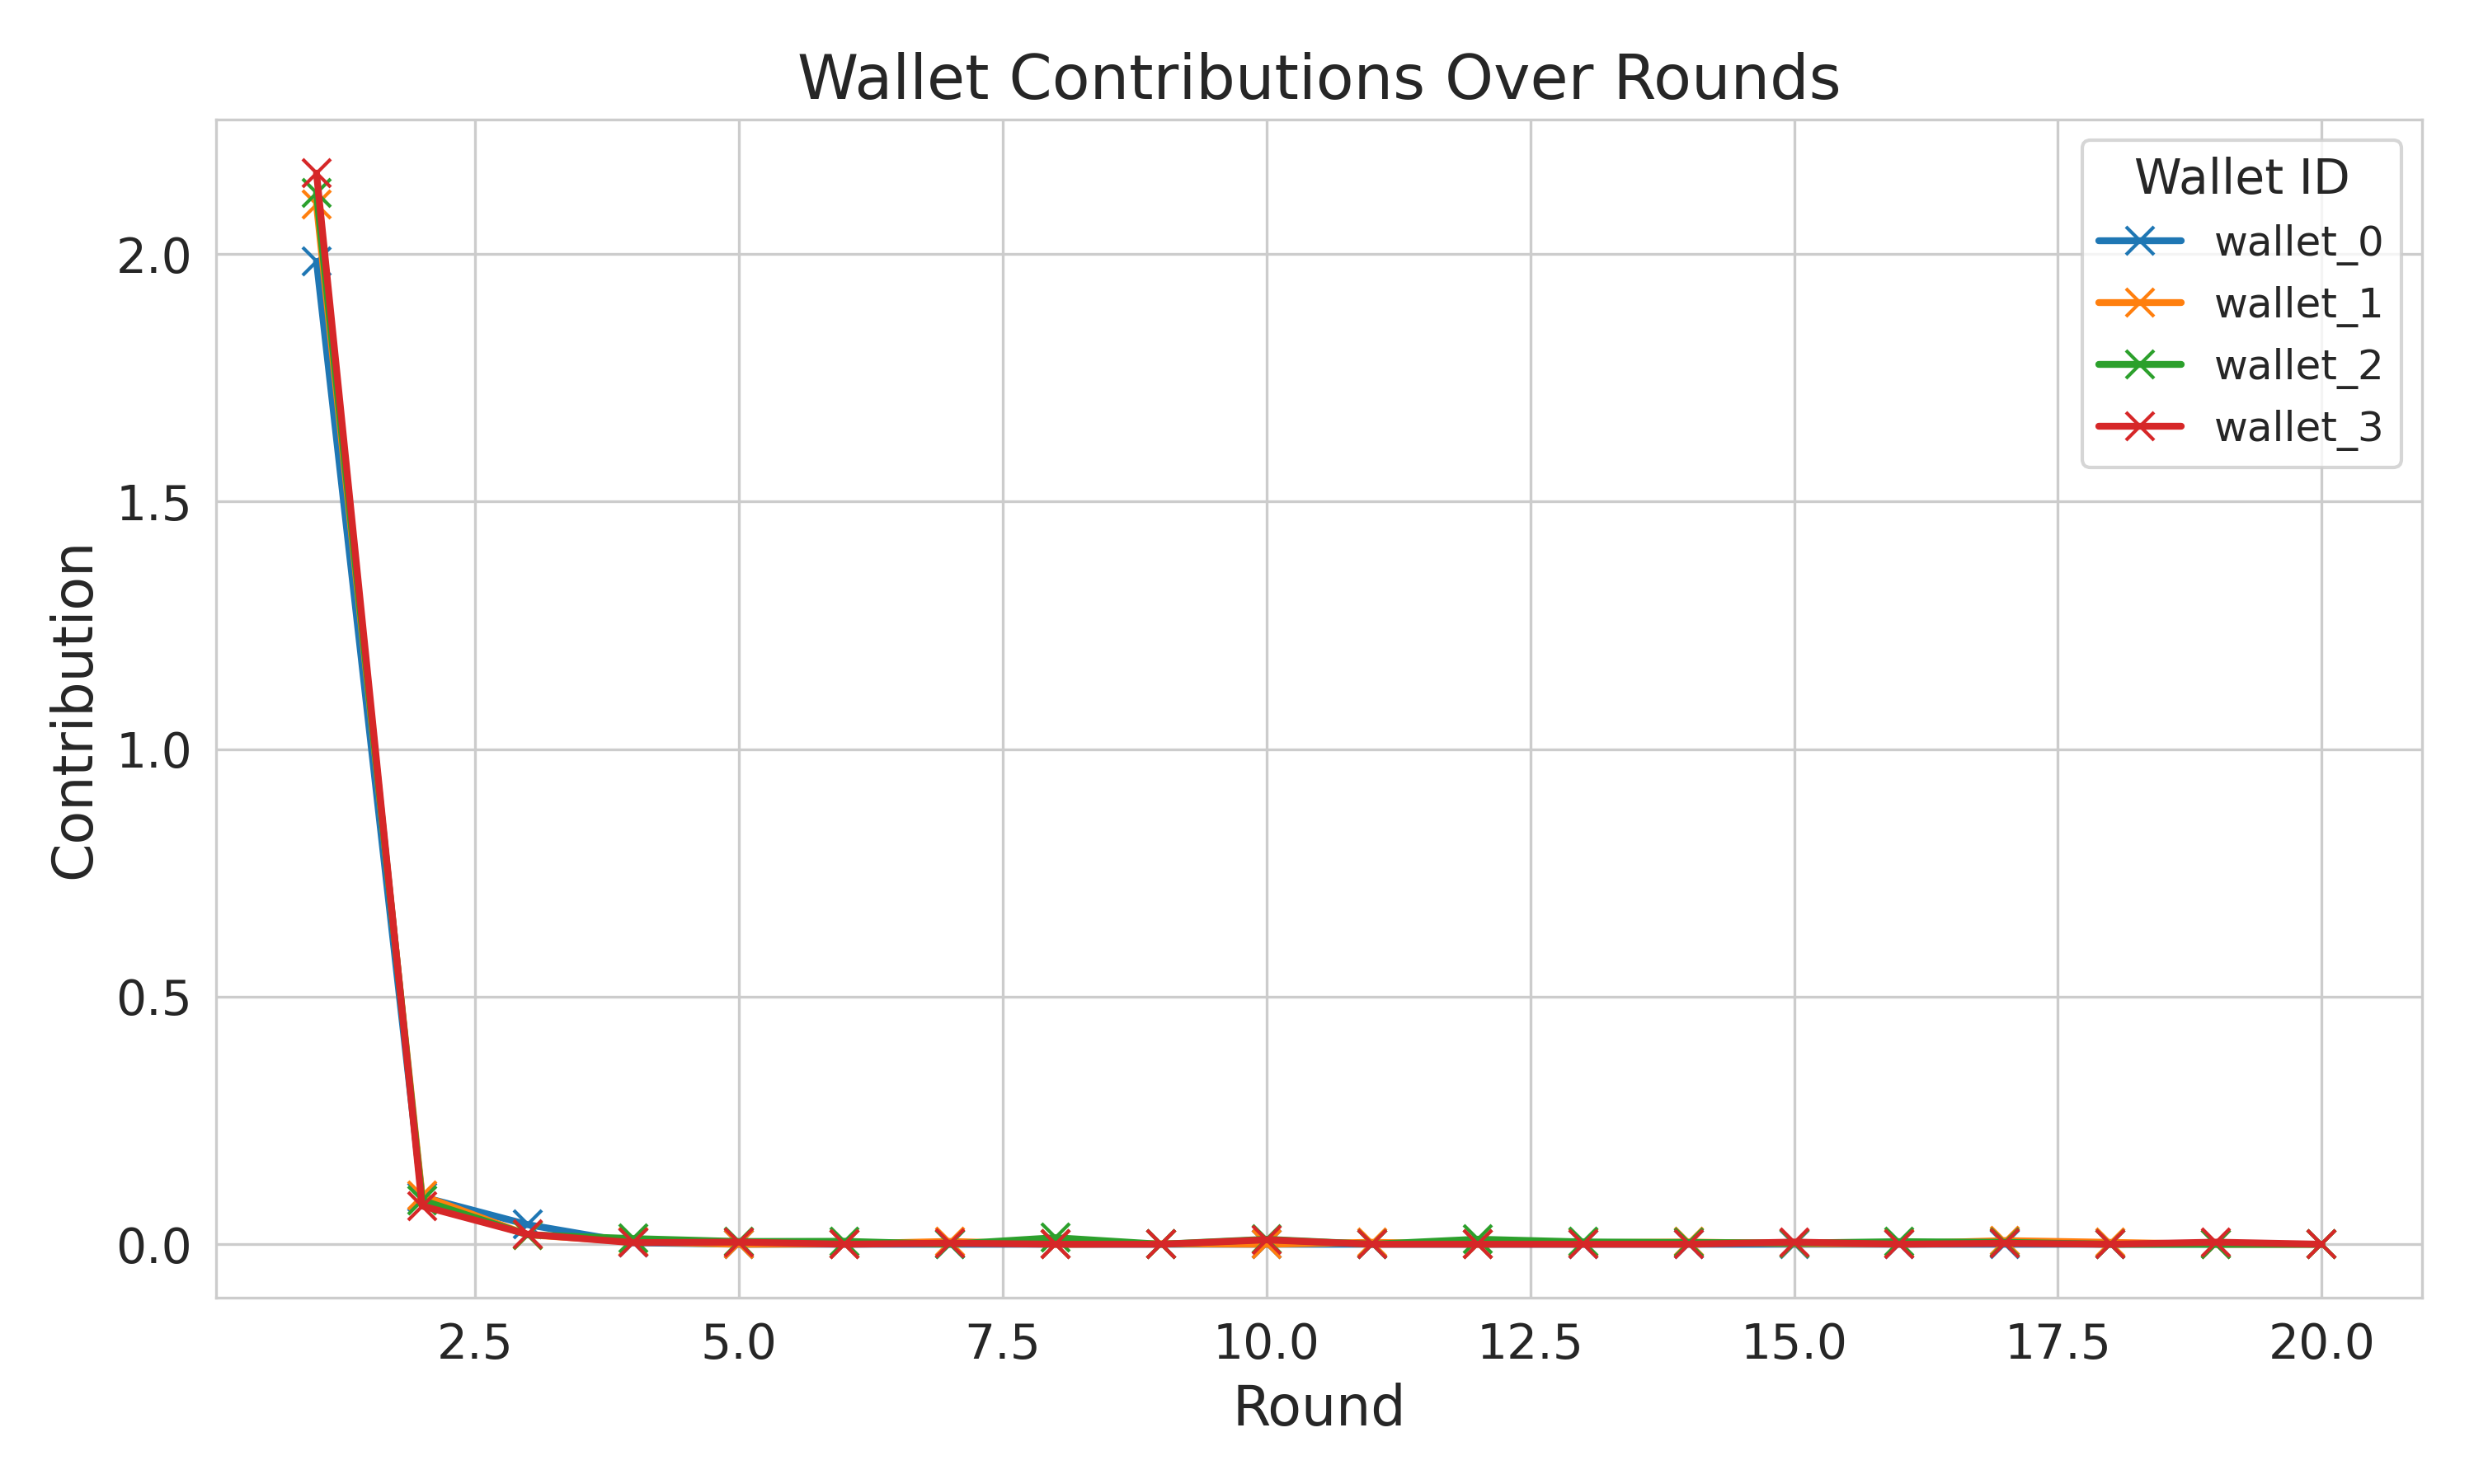 Wallet Contributions Over Rounds
Wallet ID
wallet_0
wallet_1
wallet_2
wallet_3
Contribution
2.0
1.5
1.0
0.5
0.0
2.5 5.0 7.5 10.0 12.5 15.0 17.5 20.0
Round